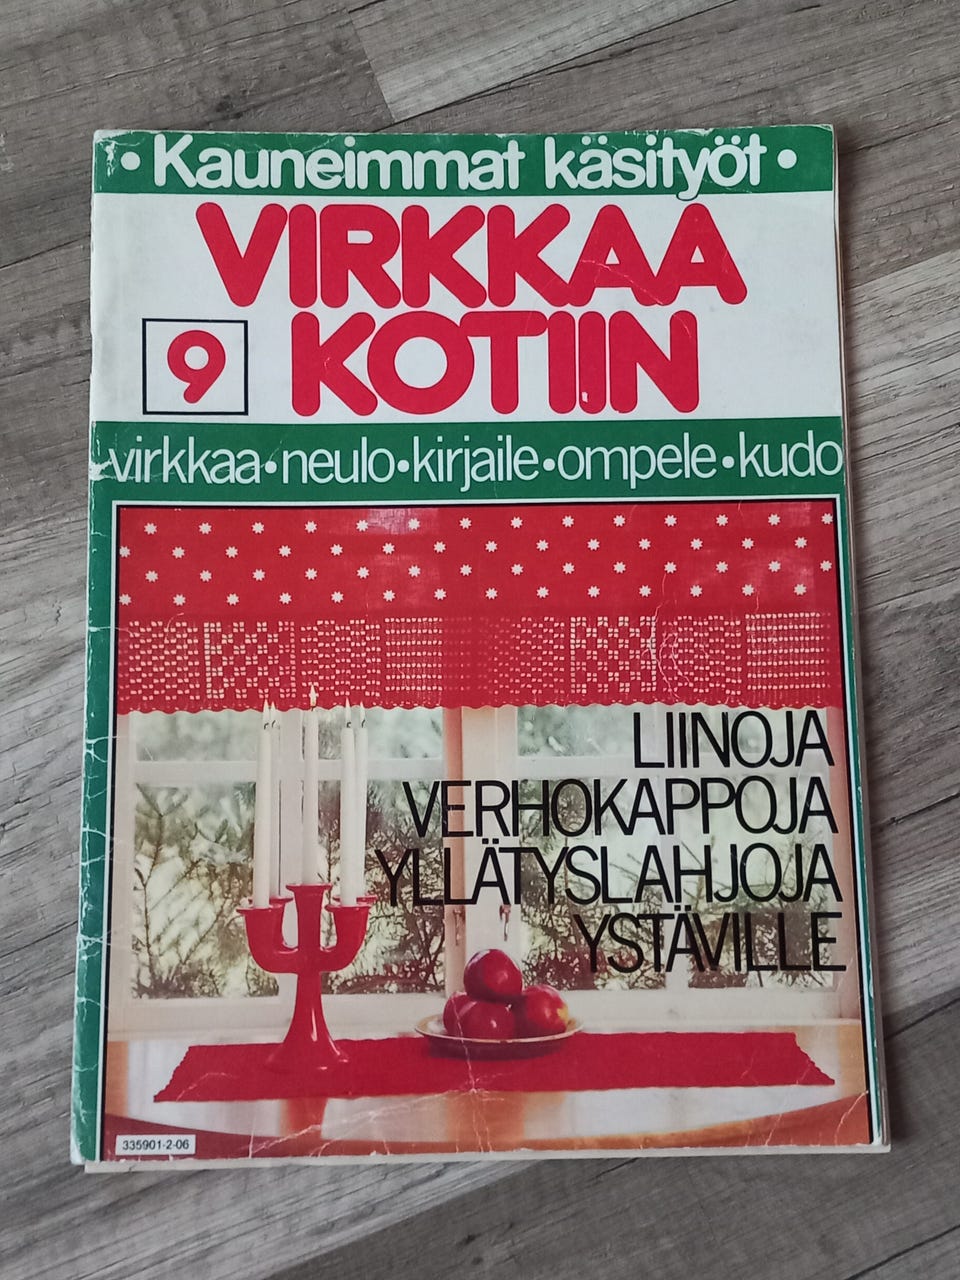 • Kauneimmat käsityöt •
VIRKKAA
9 KOTIIN
virkkaa • neulo • kirjaile • ompele • kudo
LIINOJA
VERHOKAPPOJA
YLLÄTYSLAHJOJA
YSTÄVILLE
335901-2-06